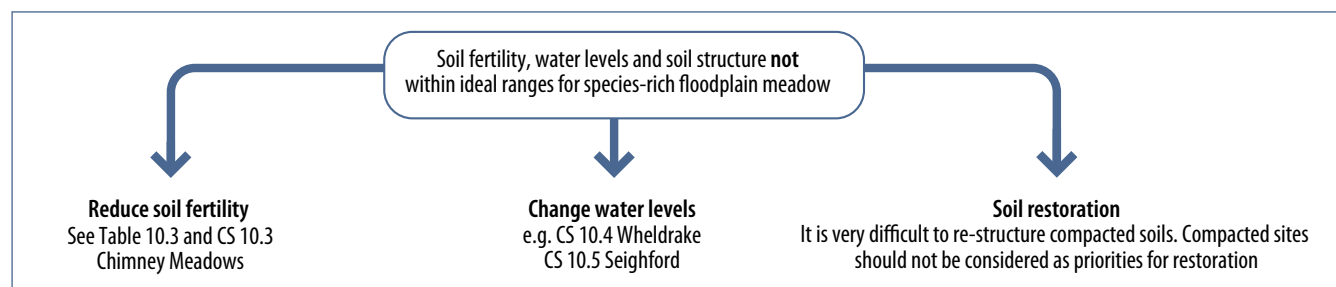 Soil fertility, water levels and soil structure not
within ideal ranges for species-rich floodplain meadow
Reduce soil fertility
See Table 10.3 and CS 10.3
Chimney Meadows
Change water levels
e.g. CS 10.4 Wheldrake
CS 10.5 Seighford
Soil restoration
It is very difficult to re-structure compacted soils. Compacted sites
should not be considered as priorities for restoration